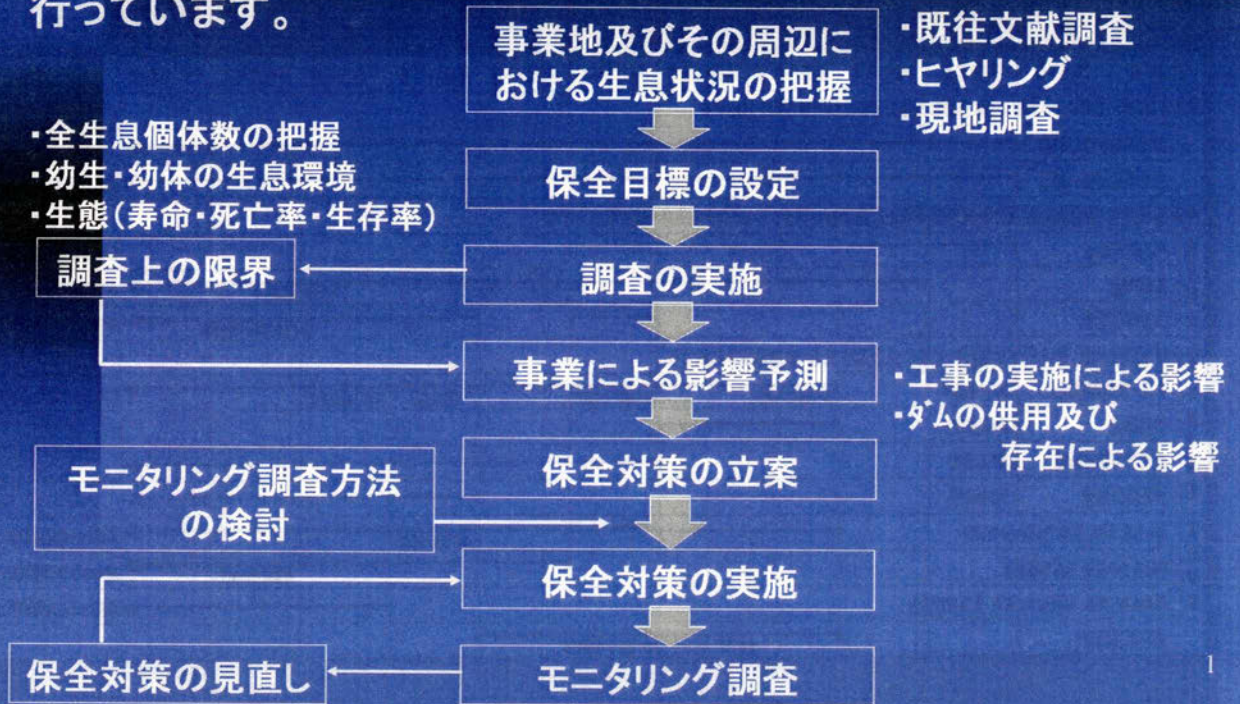 行っています。
事業地及びその周辺に
おける生息状況の把握
・既往文献調査
・ヒヤリング
・現地調査
・全生息個体数の把握
・幼生・幼体の生息環境
・生態(寿命・死亡率・生存率)
保全目標の設定
調査上の限界
調査の実施
事業による影響予測
・工事の実施による影響
・ダムの供用及び
存在による影響
モニタリング調査方法
の検討
保全対策の立案
保全対策の実施
保全対策の見直し
モニタリング調査
1